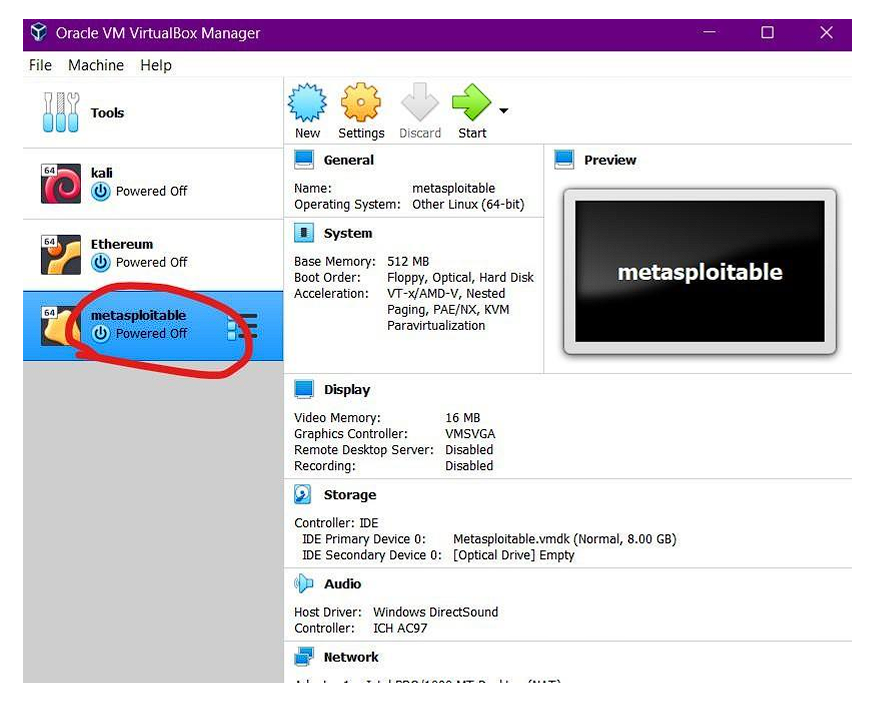 Oracle VM VirtualBox Manager
File Machine Help
Tools
New Settings Discard Start
64
kali
Powered Off
64
Ethereum
Powered Off
64
metasploitable
Powered Off
General
Name: metasploitable
Operating System: Other Linux (64-bit)
System
Base Memory: 512 MB
Boot Order: Floppy, Optical, Hard Disk
Acceleration: VT-x/AMD-V, Nested
Paging, PAE/NX, KVM
Paravirtualization
Preview
metasploitable
Display
Video Memory: 16 MB
Graphics Controller: VMSVGA
Remote Desktop Server: Disabled
Recording: Disabled
Storage
Controller: IDE
IDE Primary Device 0: Metasploitable.vmdk (Normal, 8.00 GB)
IDE Secondary Device 0: [Optical Drive] Empty
Audio
Host Driver: Windows DirectSound
Controller: ICH AC97
Network